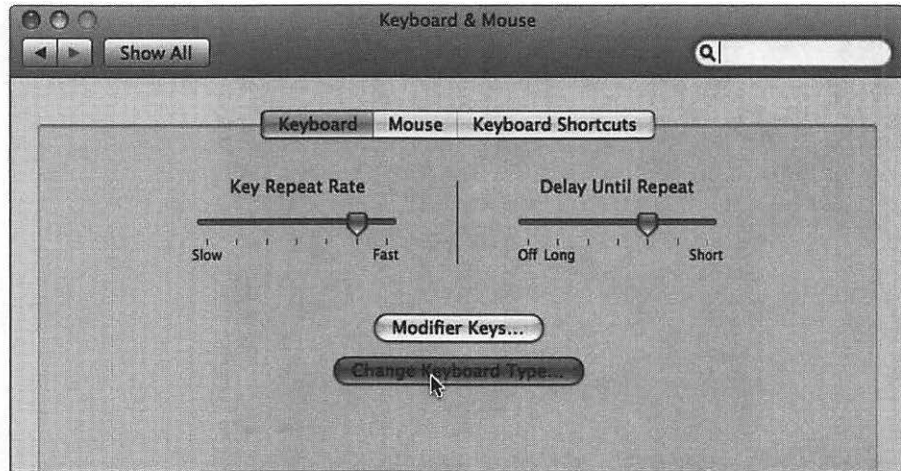 Keyboard & Mouse
Show All
Keyboard Mouse Keyboard Shortcuts
Key Repeat Rate Delay Until Repeat
Slow Fast Off Long Short
Modifier Keys...
Change Keyboard Type...